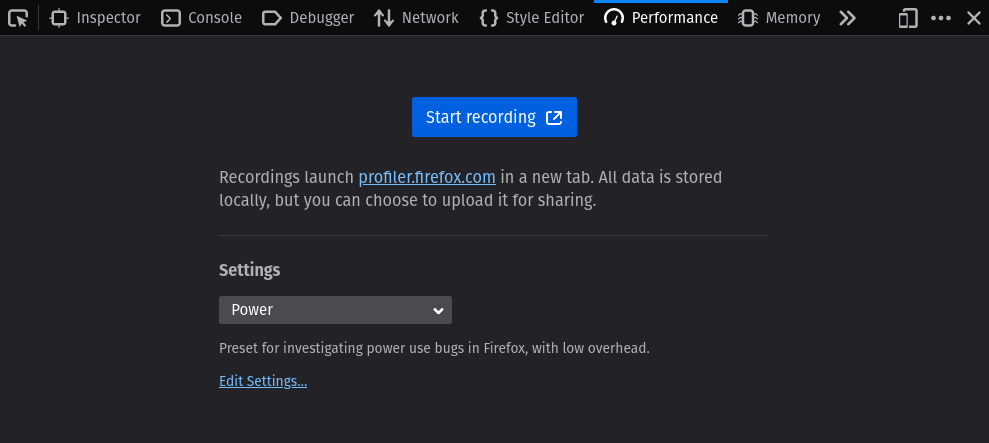 Inspector Console Debugger Network Style Editor Performance Memory
Start recording
Recordings launch profiler.firefox.com in a new tab. All data is stored
locally, but you can choose to upload it for sharing.
Settings
Power
Preset for investigating power use bugs in Firefox, with low overhead.
Edit Settings...